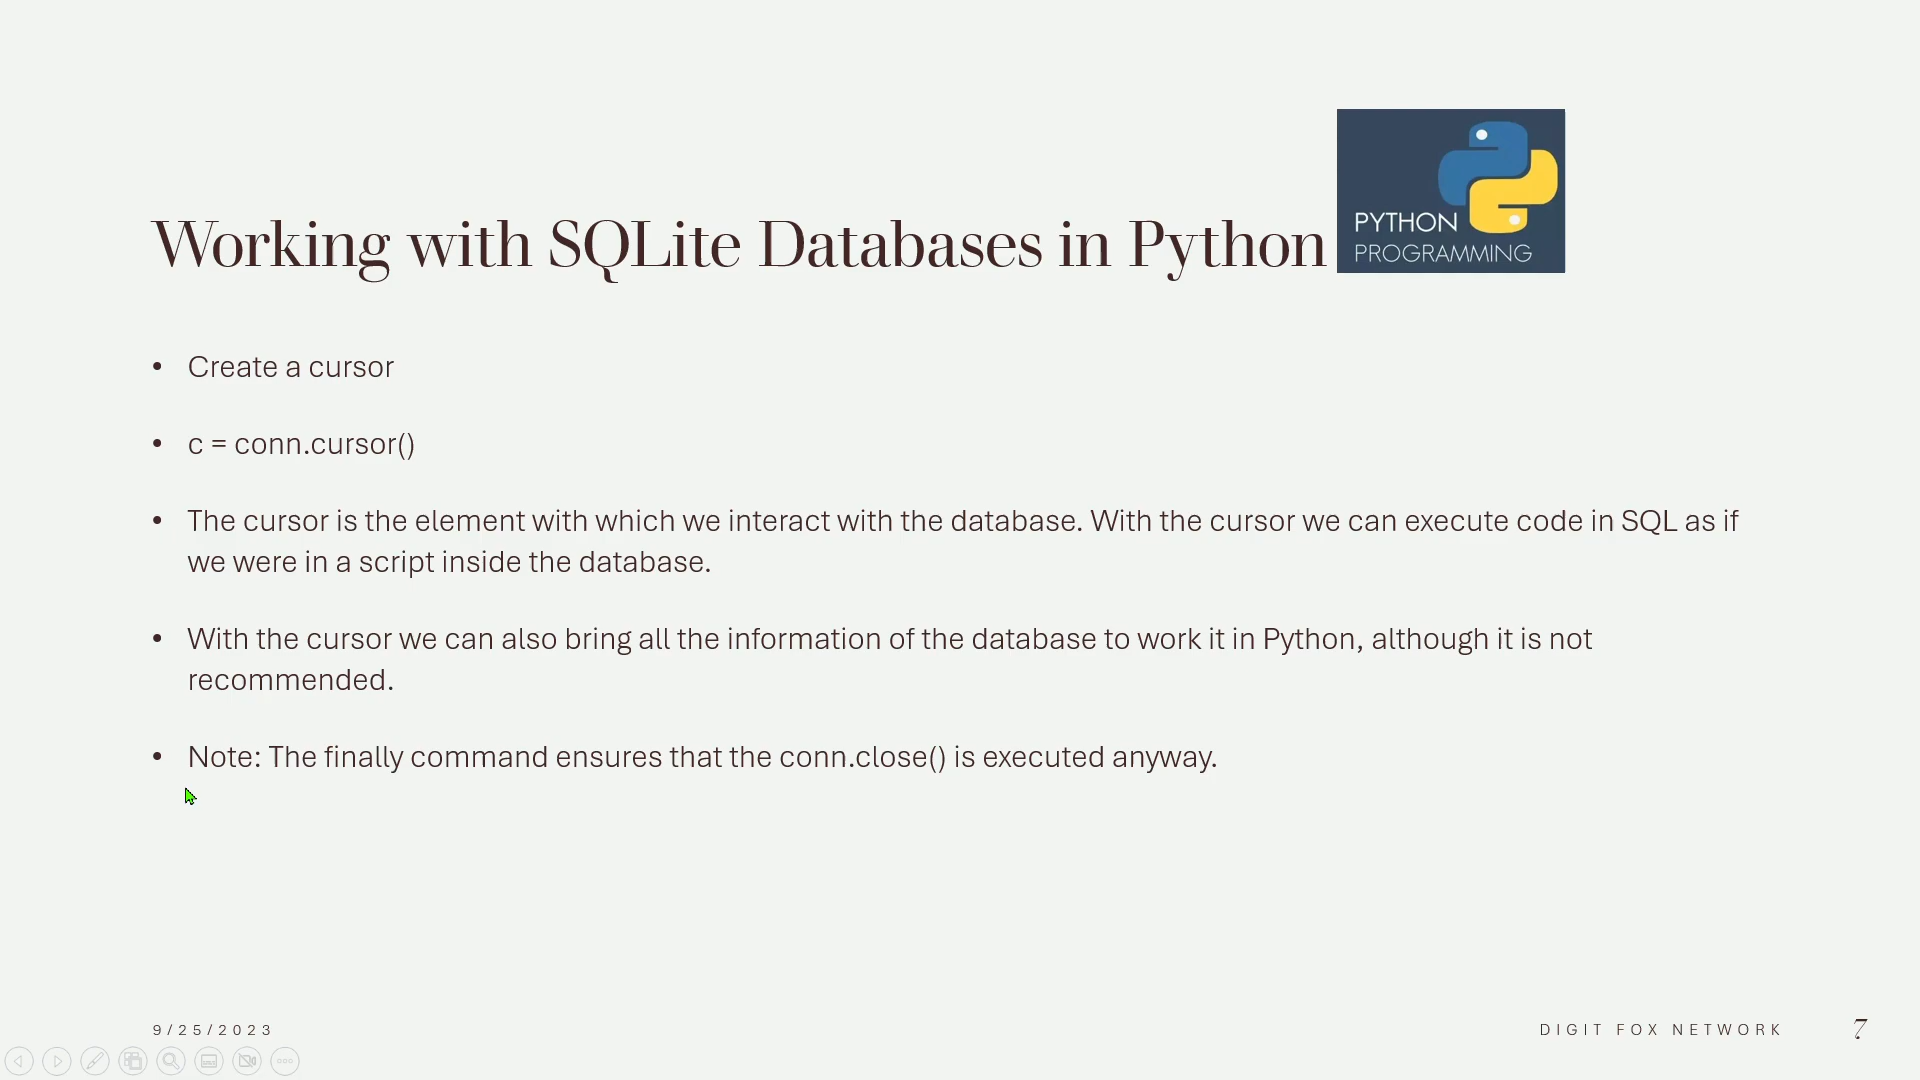 PYTHON
PROGRAMMING
Working with SQLite Databases in Python
• Create a cursor
• c = conn.cursor()
• The cursor is the element with which we interact with the database. With the cursor we can execute code in SQL as if
we were in a script inside the database.
• With the cursor we can also bring all the information of the database to work it in Python, although it is not
recommended.
• Note: The finally command ensures that the conn.close() is executed anyway.
9/25/2023
DIGIT FOX NETWORK
7